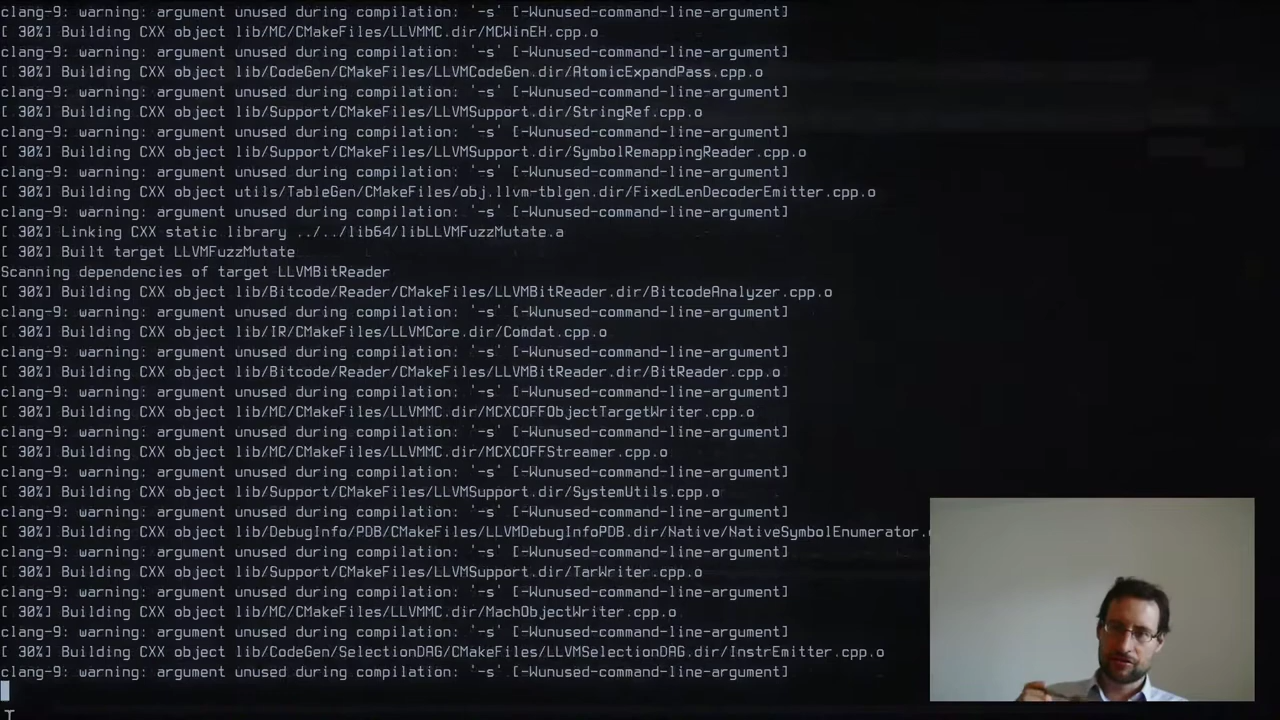 clang-9: warning: argument unused during compilation: '-s' [-Wunused-command-line-argument]
[ 30%] Building CXX object lib/MC/CMakeFiles/LLVMMC.dir/MCWinEH.cpp.o
clang-9: warning: argument unused during compilation: '-s' [-Wunused-command-line-argument]
[ 30%] Building CXX object lib/CodeGen/CMakeFiles/LLVMCodeGen.dir/AtomicExpandPass.cpp.o
clang-9: warning: argument unused during compilation: '-s' [-Wunused-command-line-argument]
[ 30%] Building CXX object lib/Support/CMakeFiles/LLVMSupport.dir/StringRef.cpp.o
clang-9: warning: argument unused during compilation: '-s' [-Wunused-command-line-argument]
[ 30%] Building CXX object lib/Support/CMakeFiles/LLVMSupport.dir/SymbolRemappingReader.cpp.o
clang-9: warning: argument unused during compilation: '-s' [-Wunused-command-line-argument]
[ 30%] Building CXX object utils/TableGen/CMakeFiles/obj.llvm-tblgen.dir/FixedLenDecoderEmitter.cpp.o
clang-9: warning: argument unused during compilation: '-s' [-Wunused-command-line-argument]
[ 30%] Linking CXX static library ../../lib64/libLLVMFuzzMutate.a
[ 30%] Built target LLVMFuzzMutate
Scanning dependencies of target LLVMBitReader
[ 30%] Building CXX object lib/Bitcode/Reader/CMakeFiles/LLVMBitReader.dir/BitcodeAnalyzer.cpp.o
clang-9: warning: argument unused during compilation: '-s' [-Wunused-command-line-argument]
[ 30%] Building CXX object lib/IR/CMakeFiles/LLVMCore.dir/Comdat.cpp.o
clang-9: warning: argument unused during compilation: '-s' [-Wunused-command-line-argument]
[ 30%] Building CXX object lib/Bitcode/Reader/CMakeFiles/LLVMBitReader.dir/BitReader.cpp.o
clang-9: warning: argument unused during compilation: '-s' [-Wunused-command-line-argument]
[ 30%] Building CXX object lib/MC/CMakeFiles/LLVMMC.dir/MCXCOFFObjectTargetWriter.cpp.o
clang-9: warning: argument unused during compilation: '-s' [-Wunused-command-line-argument]
[ 30%] Building CXX object lib/MC/CMakeFiles/LLVMMC.dir/MCXCOFFStreamer.cpp.o
clang-9: warning: argument unused during compilation: '-s' [-Wunused-command-line-argument]
[ 30%] Building CXX object lib/Support/CMakeFiles/LLVMSupport.dir/SystemUtils.cpp.o
clang-9: warning: argument unused during compilation: '-s' [-Wunused-command-line-argument]
[ 30%] Building CXX object lib/DebugInfo/PDB/CMakeFiles/LLVMDebugInfoPDB.dir/Native/NativeSymbolEnumerator.
clang-9: warning: argument unused during compilation: '-s' [-Wunused-command-line-argument]
[ 30%] Building CXX object lib/Support/CMakeFiles/LLVMSupport.dir/TarWriter.cpp.o
clang-9: warning: argument unused during compilation: '-s' [-Wunused-command-line-argument]
[ 30%] Building CXX object lib/MC/CMakeFiles/LLVMMC.dir/MachObjectWriter.cpp.o
clang-9: warning: argument unused during compilation: '-s' [-Wunused-command-line-argument]
[ 30%] Building CXX object lib/CodeGen/SelectionDAG/CMakeFiles/LLVMSelectionDAG.dir/InstrEmitter.cpp.o
clang-9: warning: argument unused during compilation: '-s' [-Wunused-command-line-argument]